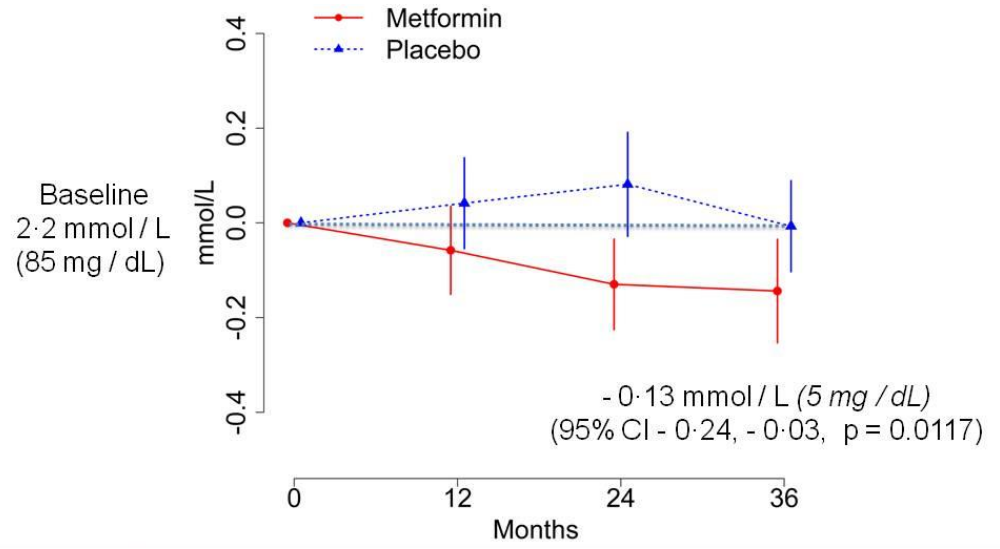 Metformin
Placebo
0.4
0.2
0.0
-0.2
-0.4
mmol/L
Baseline
2·2 mmol / L
(85 mg / dL)
- 0·13 mmol / L (5 mg / dL)
(95% CI - 0·24, - 0·03, p = 0.0117)
0 12 24 36
Months